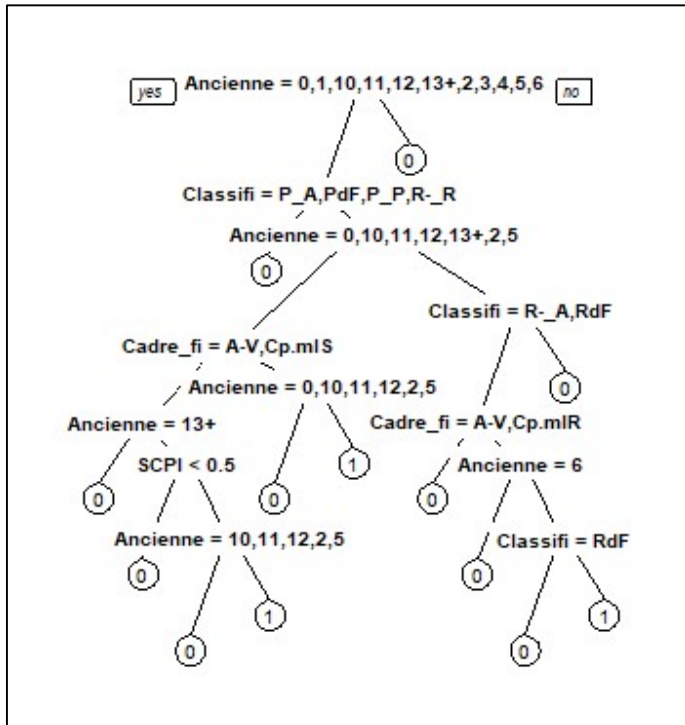 yes Ancienne = 0,1,10,11,12,13+,2,3,4,5,6 no
0
Classifi = P_A,PdF,P_P,R-_R
Ancienne = 0,10,11,12,13+,2,5
0
Classifi = R-_A,RdF
Cadre_fi = A-V,Cp.mIS
Ancienne = 0,10,11,12,2,5
0
Ancienne = 13+
Cadre_fi = A-V,Cp.mIR
SCPI < 0.5
1
Ancienne = 6
0
0
0
Ancienne = 10,11,12,2,5
Classifi = RdF
0
0
1
1
0
0